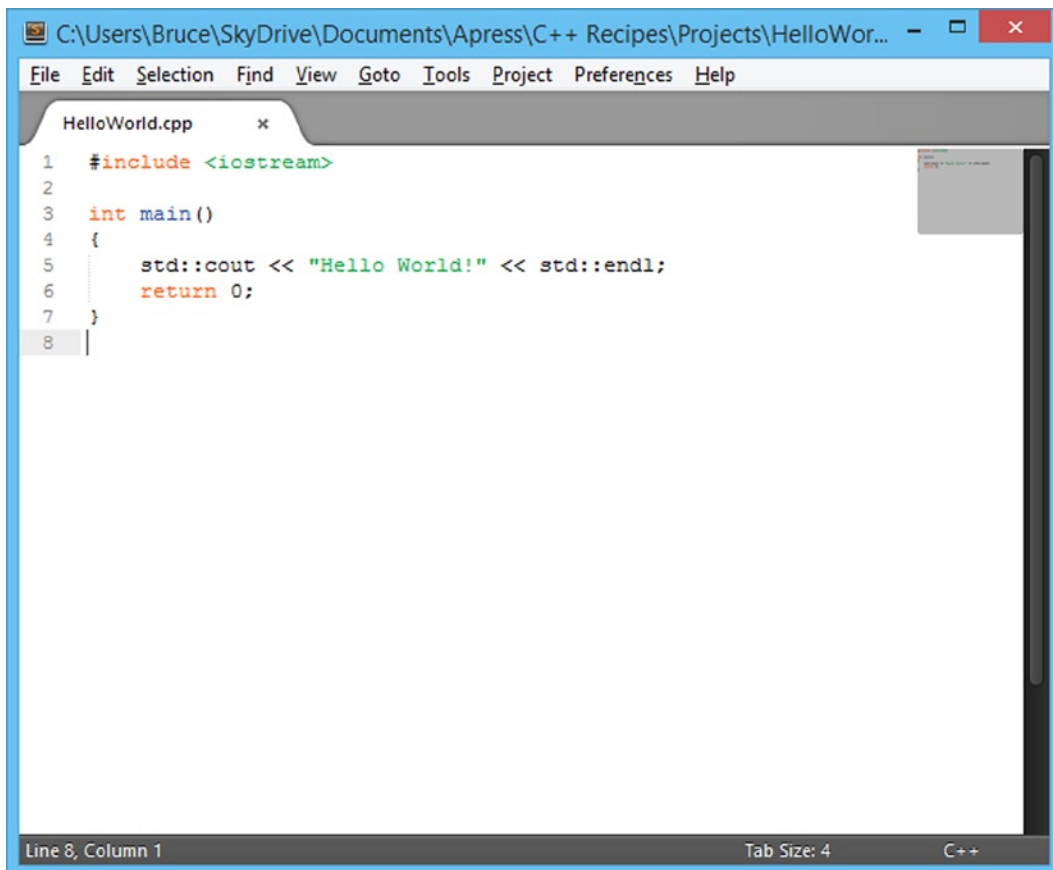 C:\Users\Bruce\SkyDrive\Documents\Apress\C++ Recipes\Projects\HelloWor...
File Edit Selection Find View Goto Tools Project Preferences Help
HelloWorld.cpp
1 #include <iostream>
2
3 int main()
4 {
5     std::cout << "Hello World!" << std::endl;
6     return 0;
7 }
8
Line 8, Column 1 Tab Size: 4 C++